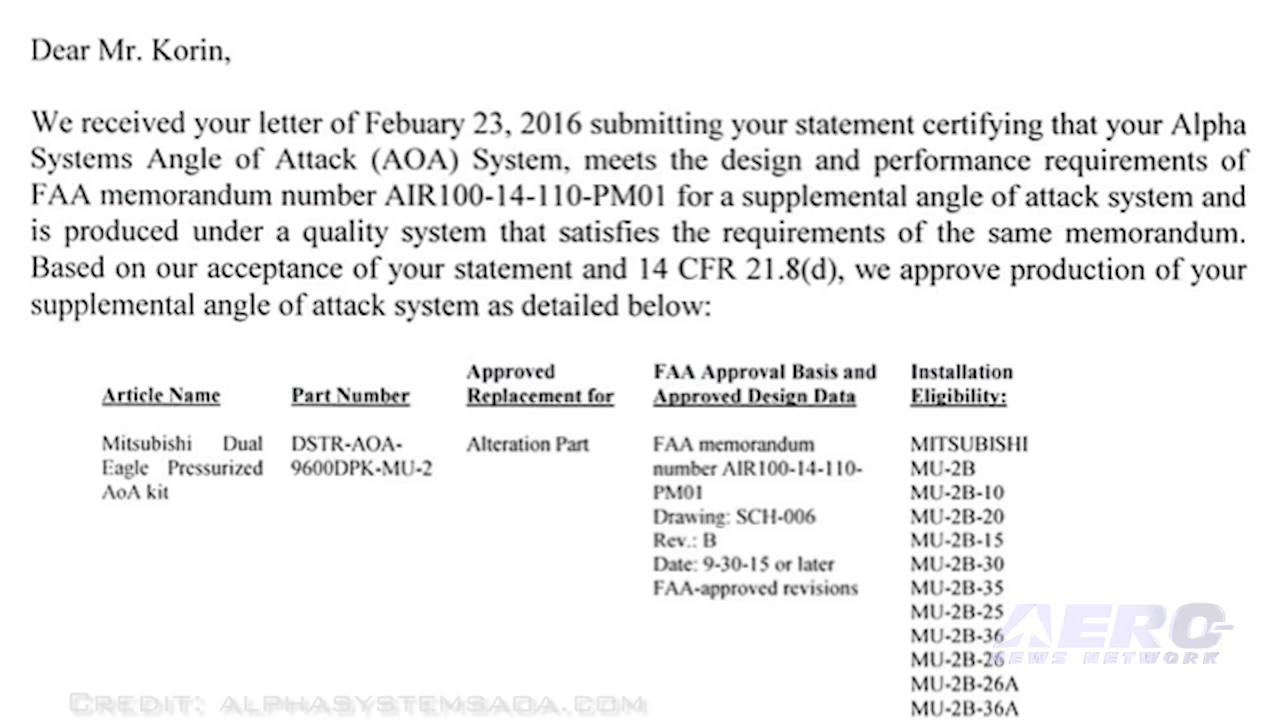 Dear Mr. Korin,
We received your letter of Febuary 23, 2016 submitting your statement certifying that your Alpha
Systems Angle of Attack (AOA) System, meets the design and performance requirements of
FAA memorandum number AIR100-14-110-PM01 for a supplemental angle of attack system and
is produced under a quality system that satisfies the requirements of the same memorandum.
Based on our acceptance of your statement and 14 CFR 21.8(d), we approve production of your
supplemental angle of attack system as detailed below:
Article Name
Mitsubishi Dual
Eagle Pressurized
AoA kit
Part Number
DSTR-AOA-
9600DPK-MU-2
Approved
Replacement for
Alteration Part
FAA Approval Basis and
Approved Design Data
FAA memorandum
number AIR100-14-110-
PM01
Drawing: SCH-006
Rev.: B
Date: 9-30-15 or later
FAA-approved revisions
Installation
Eligibility:
MITSUBISHI
MU-2B
MU-2B-10
MU-2B-20
MU-2B-15
MU-2B-30
MU-2B-35
MU-2B-25
MU-2B-36
MU-2B-26
MU-2B-26A
MU-2B-36A
AERO
NEWS NETWORK
CREDIT: ALPHASYSTEMSAOA.COM